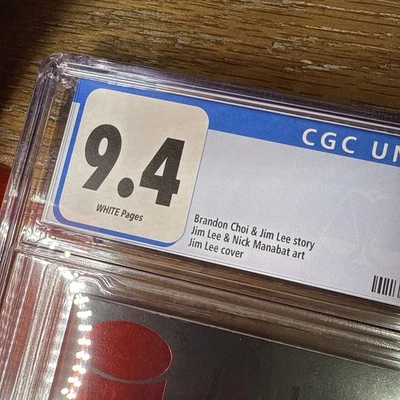 9.4
WHITE Pages
CGC UN
Brandon Choi & Jim Lee story
Jim Lee & Nick Manabat art
Jim Lee cover